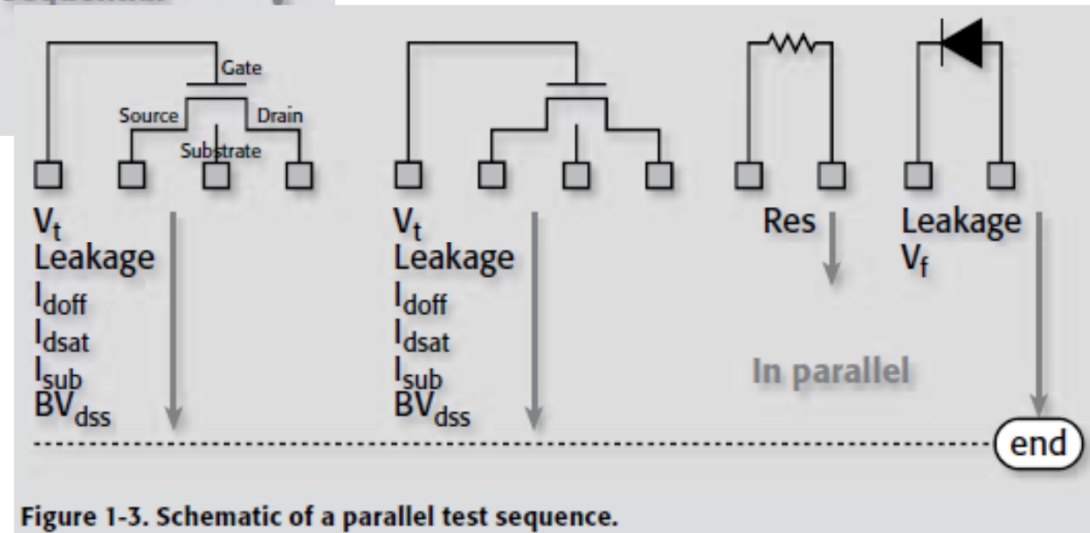 Gate
Source
Drain
Substrate
Vt
Leakage
Idoff
Idsat
Isub
BVdss
Vt
Leakage
Idoff
Idsat
Isub
BVdss
Res
Leakage
Vf
In parallel
end
Figure 1-3. Schematic of a parallel test sequence.